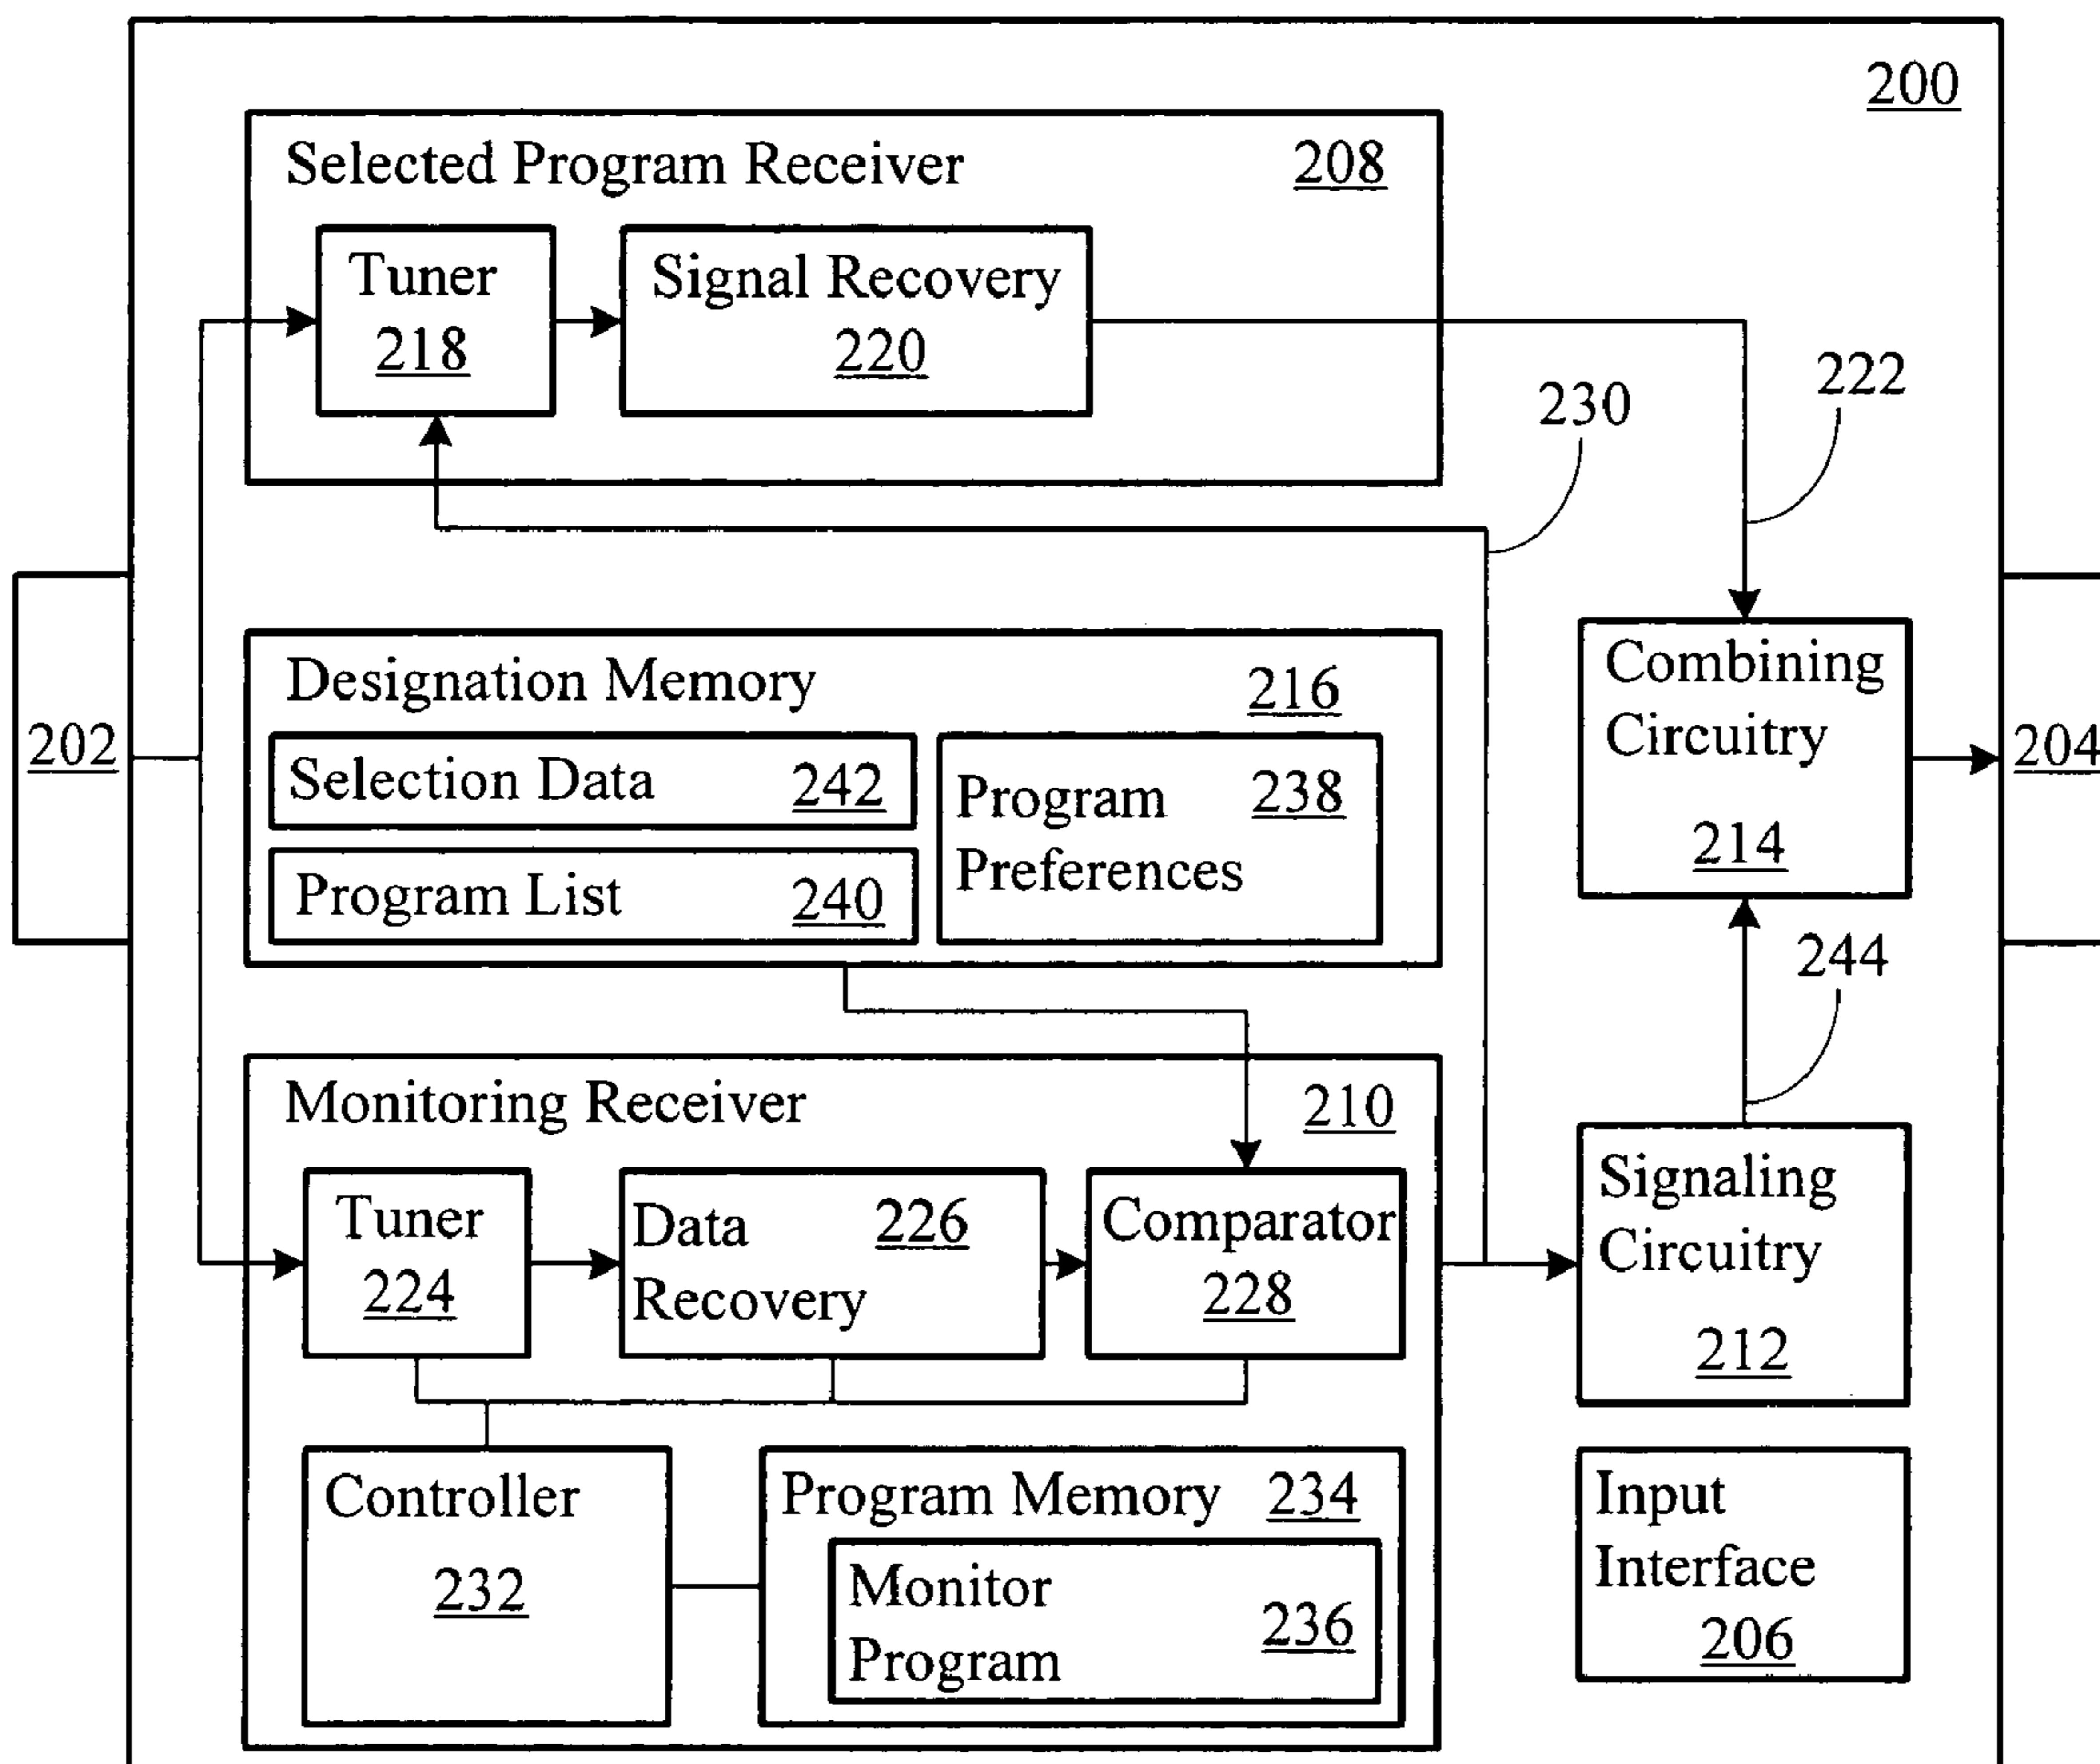 200
Selected Program Receiver 208
Tuner
218
Signal Recovery
220
222
230
Designation Memory 216
Selection Data 242
Program List 240
Program
Preferences
238
202
Combining
Circuitry
214
204
244
Monitoring Receiver 210
Tuner
224
Data
Recovery
226
Comparator
228
Signaling
Circuitry
212
Controller
232
Program Memory 234
Monitor
Program
236
Input
Interface
206